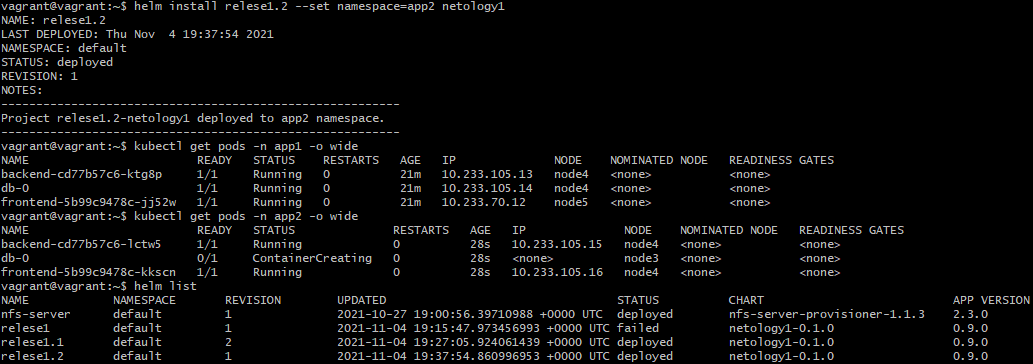 vagrant@vagrant:~$ helm install relese1.2 --set namespace=app2 netology1
NAME: relese1.2
LAST DEPLOYED: Thu Nov  4 19:37:54 2021
NAMESPACE: default
STATUS: deployed
REVISION: 1
NOTES:
---------------------------------------------------------
Project relese1.2-netology1 deployed to app2 namespace.
---------------------------------------------------------
vagrant@vagrant:~$ kubectl get pods -n app1 -o wide
NAME                        READY   STATUS    RESTARTS   AGE   IP              NODE    NOMINATED NODE   READINESS GATES
backend-cd77b57c6-ktg8p     1/1     Running   0          21m   10.233.105.13   node4   <none>           <none>
db-0                        1/1     Running   0          21m   10.233.105.14   node4   <none>           <none>
frontend-5b99c9478c-jj52w   1/1     Running   0          21m   10.233.70.12    node5   <none>           <none>
vagrant@vagrant:~$ kubectl get pods -n app2 -o wide
NAME                        READY   STATUS              RESTARTS   AGE   IP              NODE    NOMINATED NODE   READINESS GATES
backend-cd77b57c6-lctw5     1/1     Running             0          28s   10.233.105.15   node4   <none>           <none>
db-0                        0/1     ContainerCreating   0          28s   <none>          node3   <none>           <none>
frontend-5b99c9478c-kkscn   1/1     Running             0          28s   10.233.105.16   node4   <none>           <none>
vagrant@vagrant:~$ helm list
NAME            NAMESPACE       REVISION        UPDATED                                 STATUS          CHART                           APP VERSION
nfs-server      default         1               2021-10-27 19:00:56.39710988 +0000 UTC  deployed        nfs-server-provisioner-1.1.3    2.3.0
relese1         default         1               2021-11-04 19:15:47.973456993 +0000 UTC failed          netology1-0.1.0                 0.9.0
relese1.1       default         2               2021-11-04 19:27:05.924061439 +0000 UTC deployed        netology1-0.1.0                 0.9.0
relese1.2       default         1               2021-11-04 19:37:54.860996953 +0000 UTC deployed        netology1-0.1.0                 0.9.0